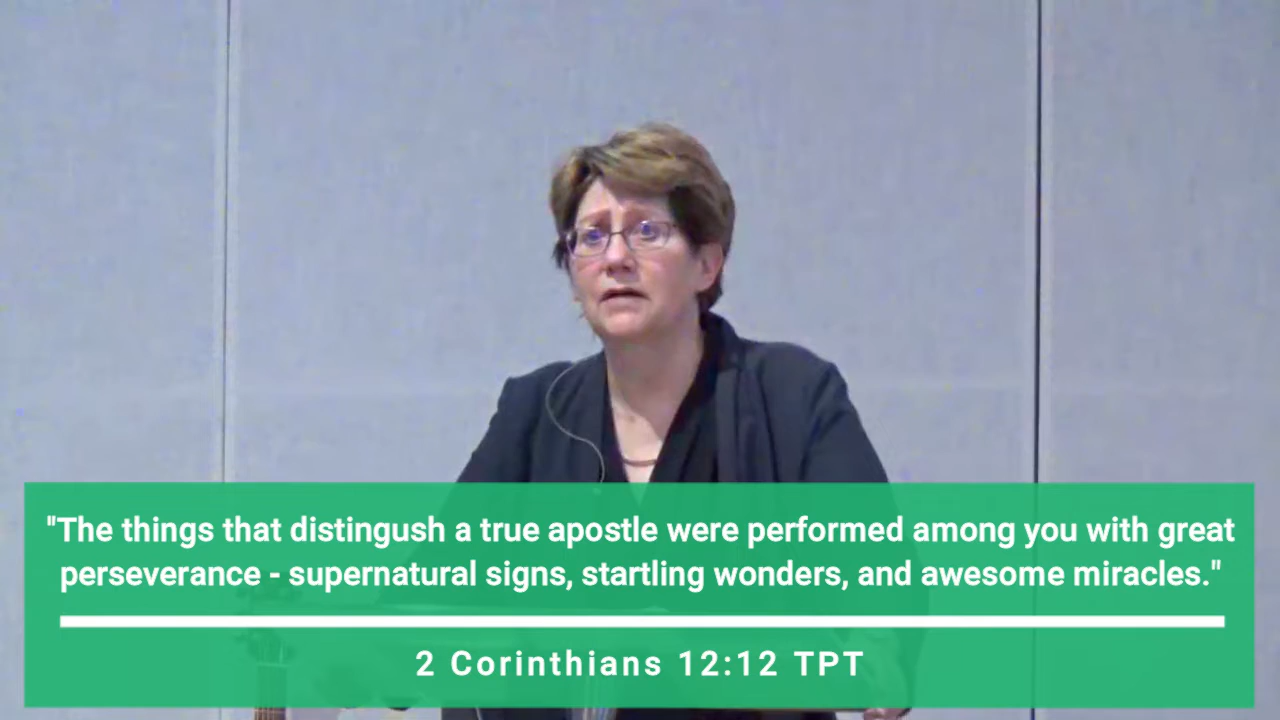 "The things that distingush a true apostle were performed among you with great
perseverance - supernatural signs, startling wonders, and awesome miracles."
2 Corinthians 12:12 TPT